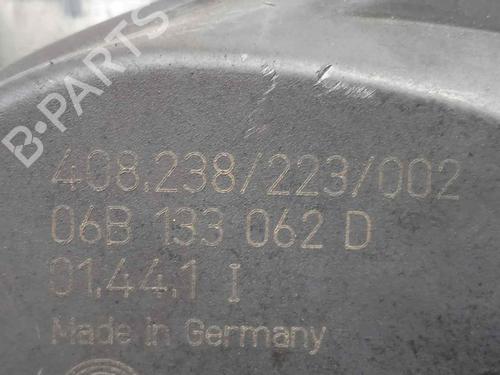 B-PARTS
408.238/223/002
06B 133 062 D
01.44.1 I
Made in Germany